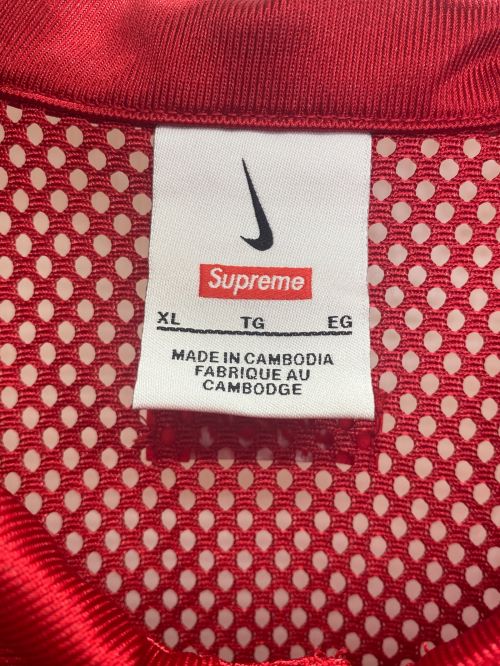 Supreme
XL TG EG
MADE IN CAMBODIA
FABRIQUE AU
CAMBODGE